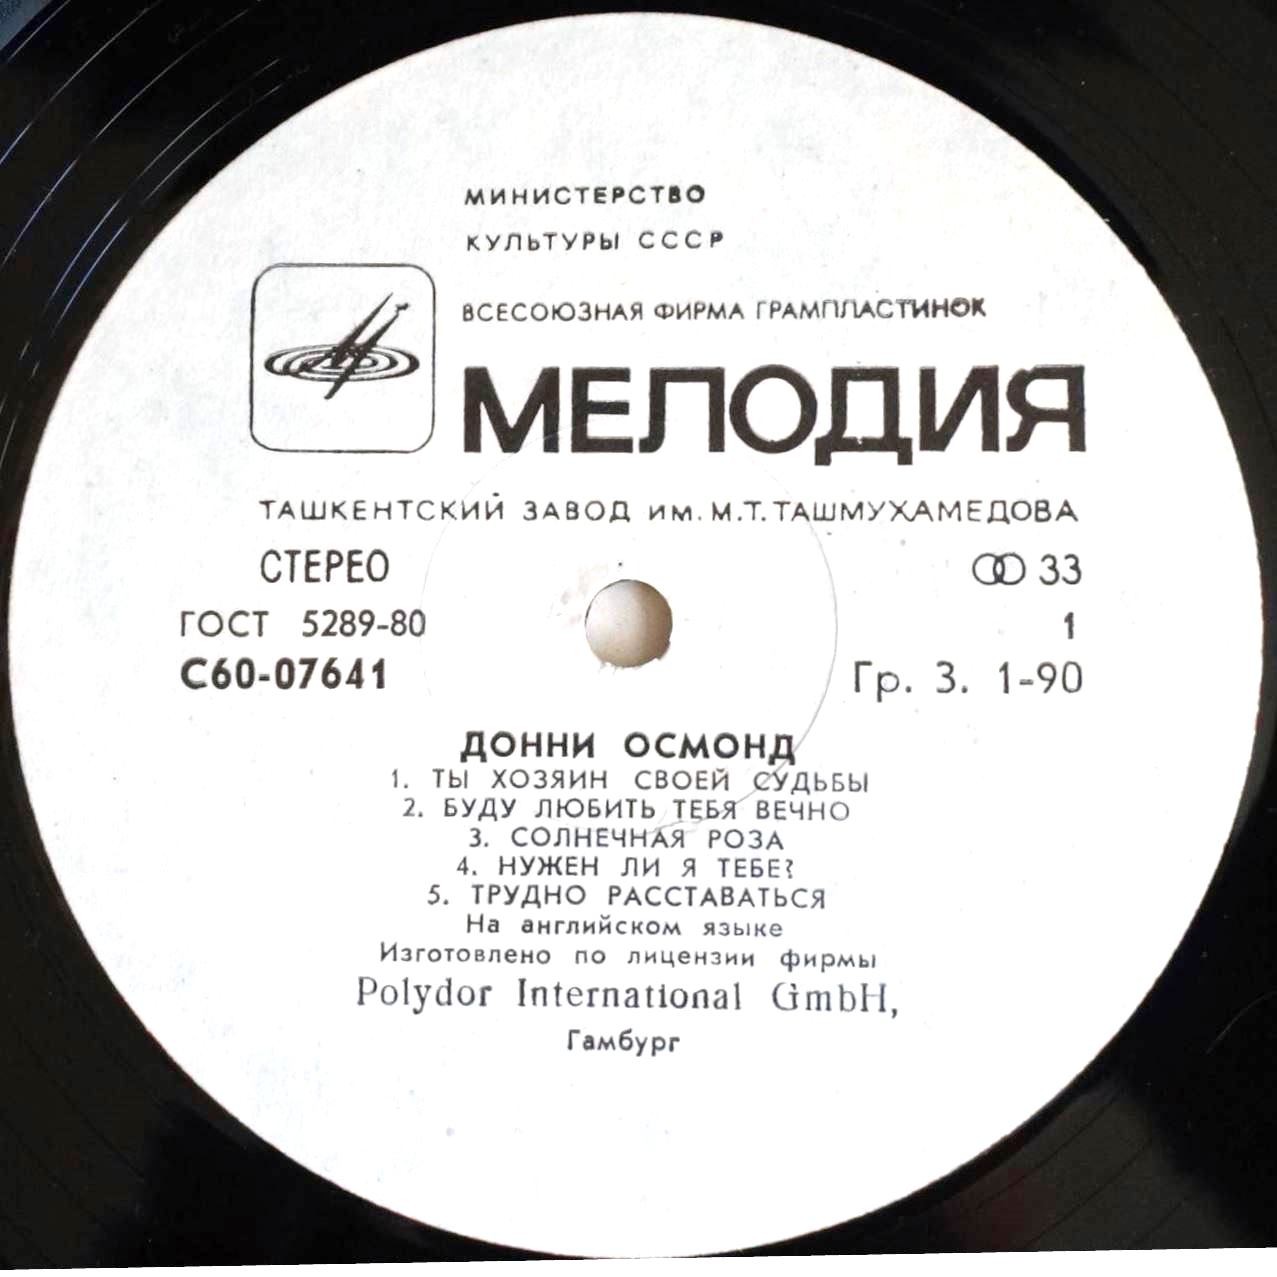 МИНИСТЕРСТВО
КУЛЬТУРЫ СССР
ВСЕСОЮЗНАЯ ФИРМА ГРАМПЛАСТИНОК
МЕЛОДИЯ
ТАШКЕНТСКИЙ ЗАВОД им. М.Т. ТАШМУХАМЕДОВА
СТЕРЕО 33
ГОСТ 5289-80 1
С60-07641 Гр. 3. 1-90
ДОННИ ОСМОНД
1. ТЫ ХОЗЯИН СВОЕЙ СУДЬБЫ
2. БУДУ ЛЮБИТЬ ТЕБЯ ВЕЧНО
3. СОЛНЕЧНАЯ РОЗА
4. НУЖЕН ЛИ Я ТЕБЕ?
5. ТРУДНО РАССТАВАТЬСЯ
На английском языке
Изготовлено по лицензии фирмы
Polydor International GmbH,
Гамбург